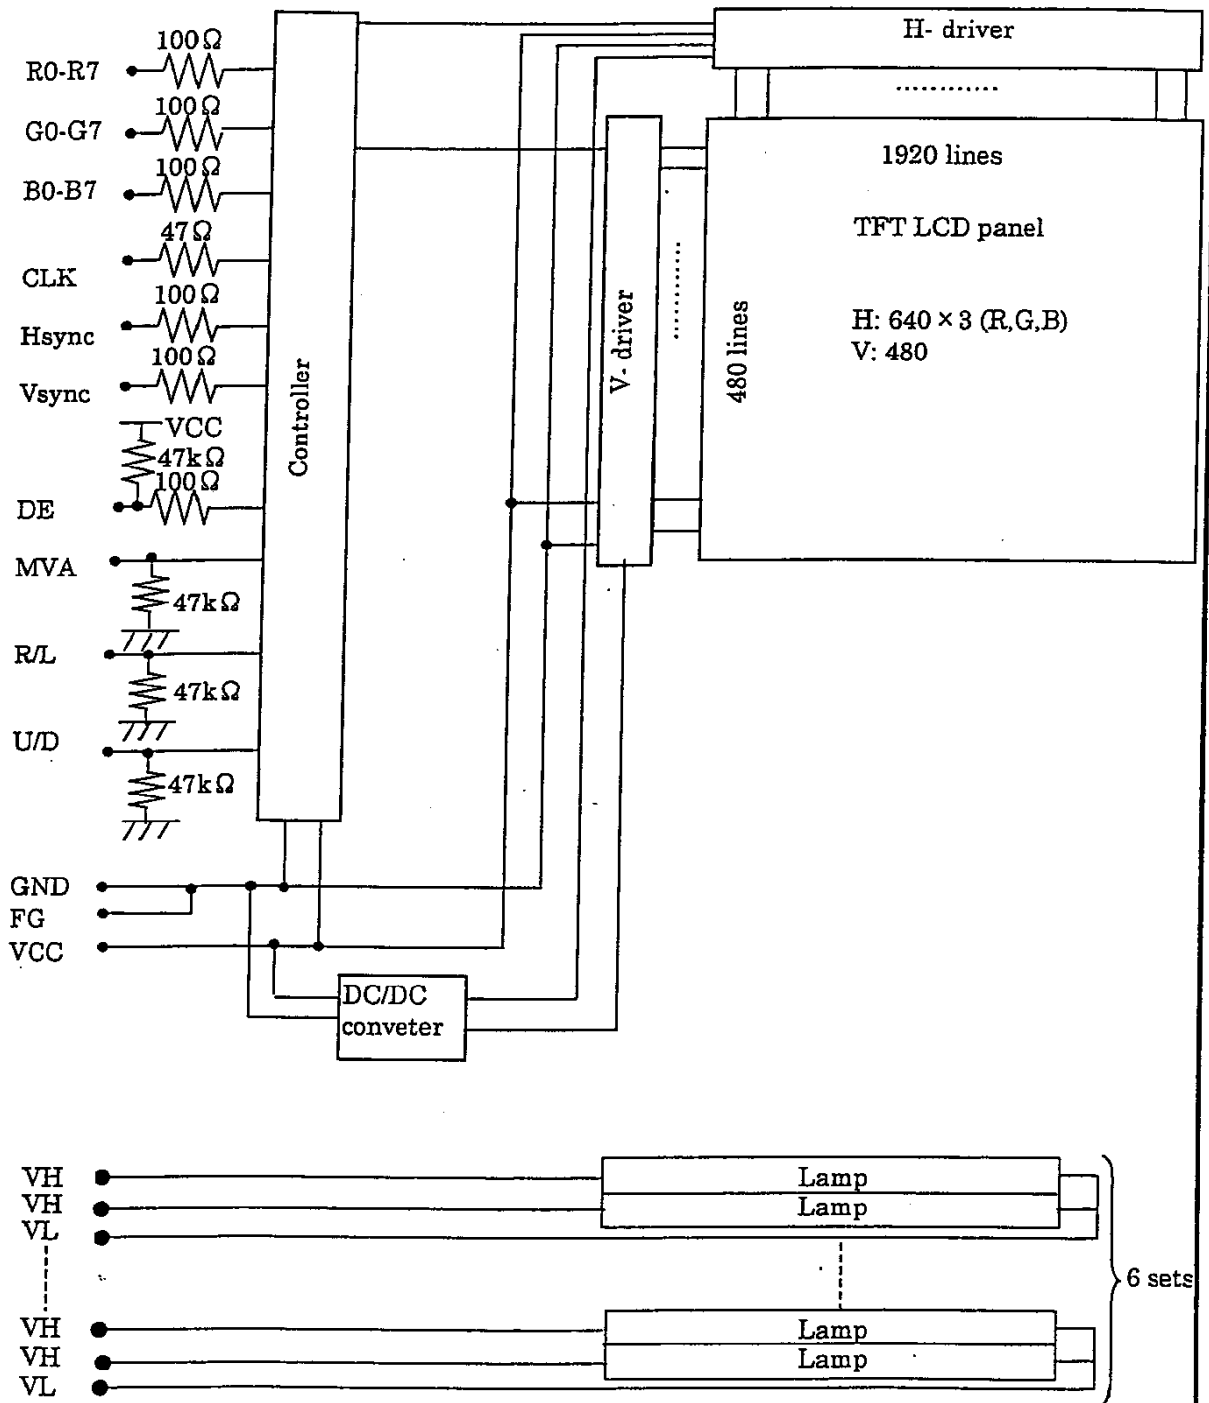 100Ω
R0-R7
100Ω
G0-G7
100Ω
B0-B7
47Ω
CLK
100Ω
Hsync
100Ω
Vsync
VCC
47kΩ
100Ω
DE
MVA
47kΩ
R/L
47kΩ
U/D
47kΩ
GND
FG
VCC
Controller
DC/DC
conveter
H- driver
V- driver
1920 lines
TFT LCD panel
480 lines
H: 640 × 3 (R,G,B)
V: 480
VH
Lamp
VH
Lamp
VL
6 sets
VH
Lamp
VH
Lamp
VL